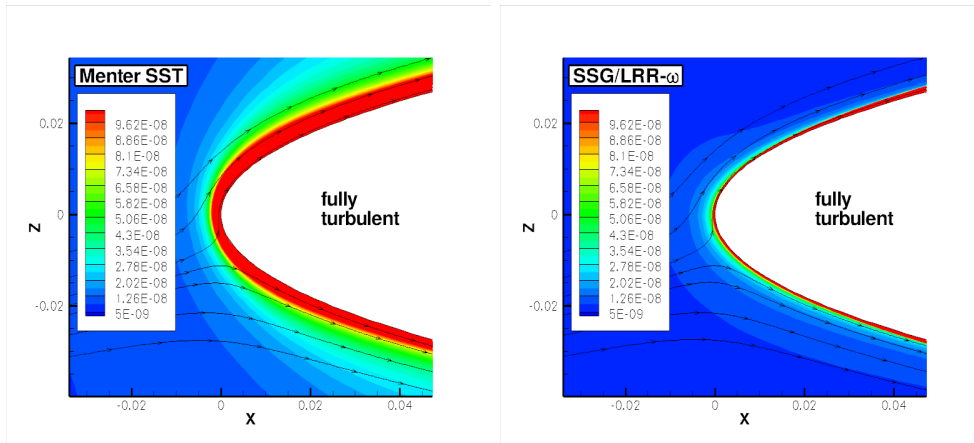 Menter SST
9.62E-08
8.86E-08
8.1E-08
7.34E-08
6.58E-08
5.82E-08
5.06E-08
4.3E-08
3.54E-08
2.78E-08
2.02E-08
1.26E-08
5E-09
fully
turbulent
Z
0.02
0
-0.02
-0.02
0
0.02
0.04
X
SSG/LRR-ω
9.62E-08
8.86E-08
8.1E-08
7.34E-08
6.58E-08
5.82E-08
5.06E-08
4.3E-08
3.54E-08
2.78E-08
2.02E-08
1.26E-08
5E-09
fully
turbulent
Z
0.02
0
-0.02
-0.02
0
0.02
0.04
X